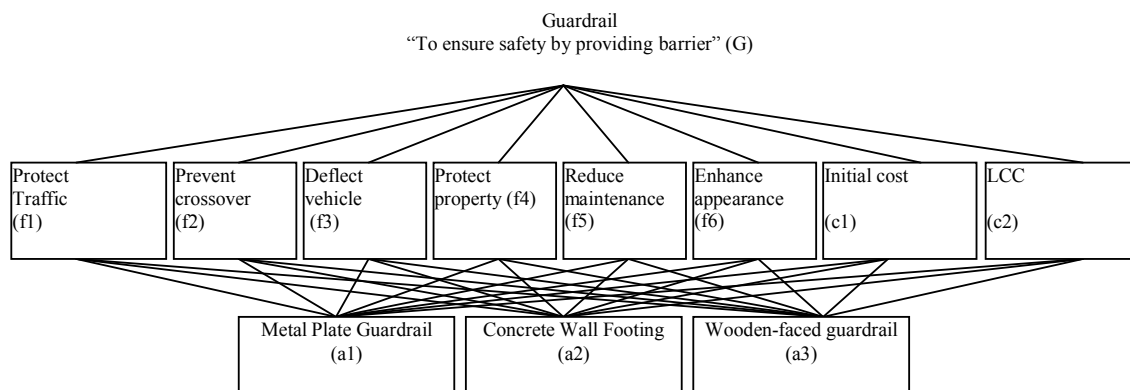 Guardrail
“To ensure safety by providing barrier” (G)
Protect
Traffic
(f1)
Prevent
crossover
(f2)
Deflect
vehicle
(f3)
Protect
property (f4)
Reduce
maintenance
(f5)
Enhance
appearance
(f6)
Initial cost
(c1)
LCC
(c2)
Metal Plate Guardrail
(a1)
Concrete Wall Footing
(a2)
Wooden-faced guardrail
(a3)